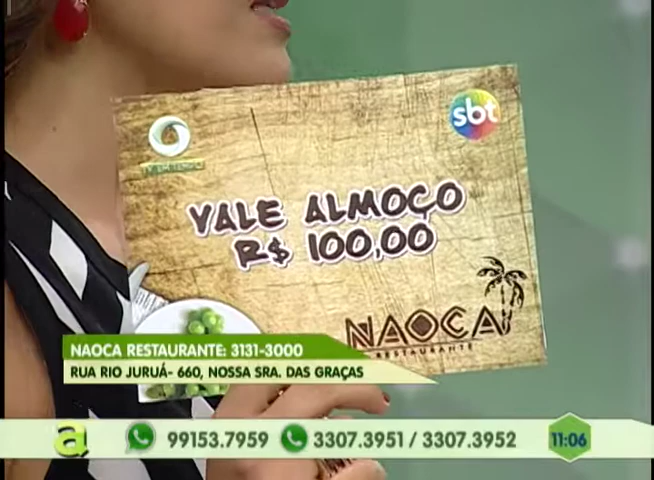 sbt
VALE ALMOÇO
R$ 100,00
NAOCA
RESTAURANTE
NAOCA RESTAURANTE: 3131-3000
RUA RIO JURUÁ- 660, NOSSA SRA. DAS GRAÇAS
a 99153.7959 3307.3951 / 3307.3952 11:06